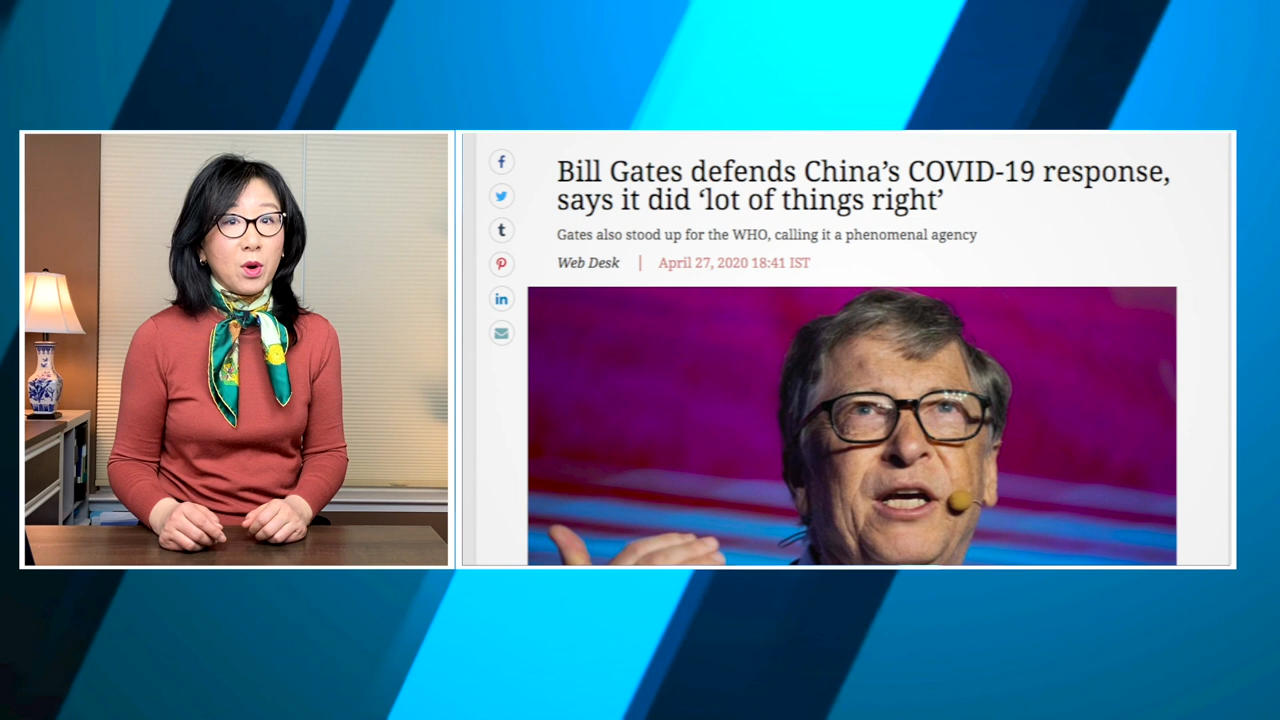 Bill Gates defends China’s COVID-19 response,
says it did ‘lot of things right’
Gates also stood up for the WHO, calling it a phenomenal agency
Web Desk | April 27, 2020 18:41 IST